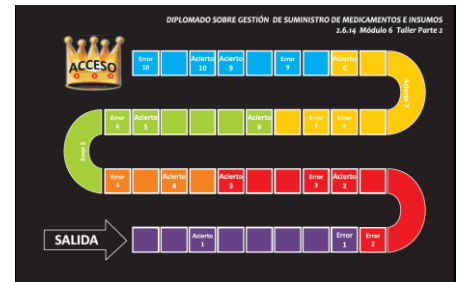 DIPLOMADO SOBRE GESTIÓN DE SUMINISTRO DE MEDICAMENTOS E INSUMOS
2.6.14 Módulo 6 Taller Parte 2
ACCESO
Error
10
Acierto
10
Acierto
9
Error
9
Acierto
8
Acierto 7
Error
6
Acierto
5
Acierto
6
Error
7
Error
8
Error 5
Error
4
Acierto
4
Acierto
3
Error
3
Acierto
2
SALIDA
Acierto
1
Error
1
Error
2